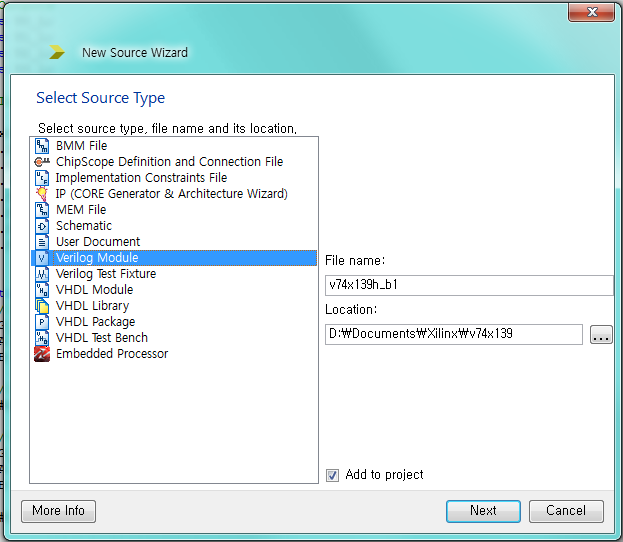 New Source Wizard
Select Source Type
Select source type, file name and its location.
BMM File
ChipScope Definition and Connection File
Implementation Constraints File
IP (CORE Generator & Architecture Wizard)
MEM File
Schematic
User Document
Verilog Module
Verilog Test Fixture
VHDL Module
VHDL Library
VHDL Package
VHDL Test Bench
Embedded Processor
File name:
v74x139h_b1
Location:
D:₩Documents₩Xilinx₩v74x139
...
Add to project
More Info
Next
Cancel